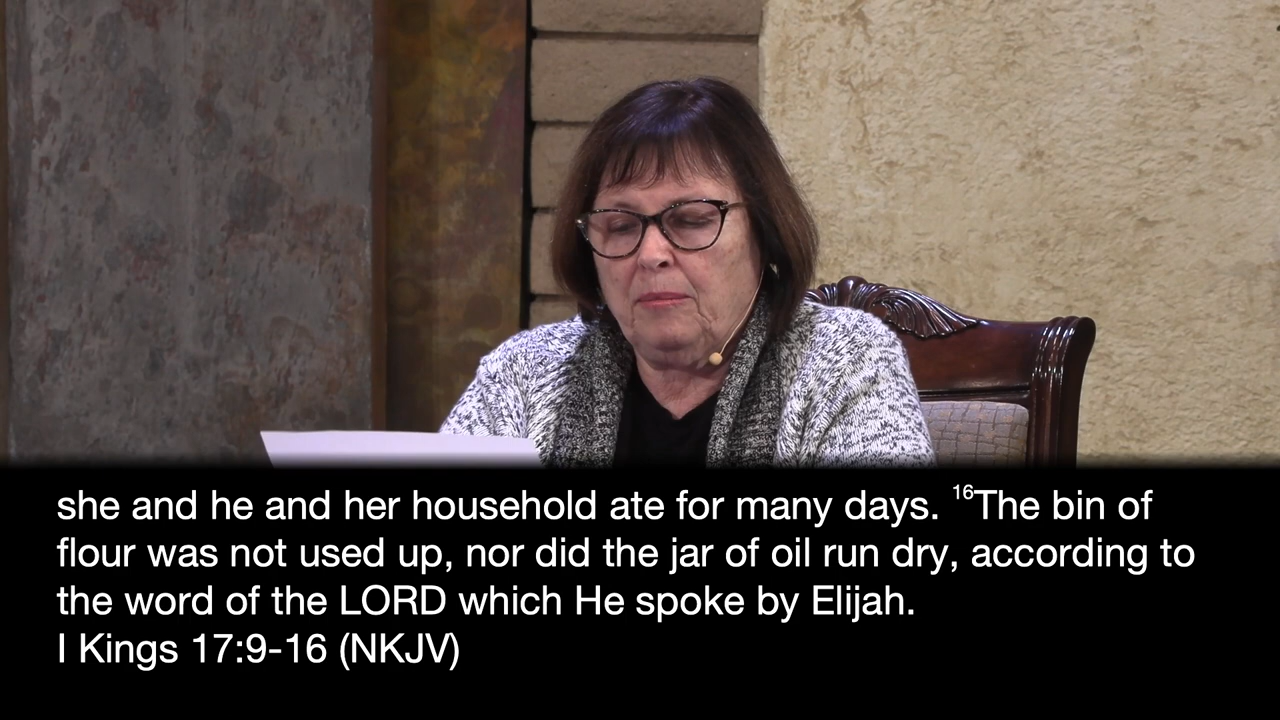 she and he and her household ate for many days. ¹⁶The bin of
flour was not used up, nor did the jar of oil run dry, according to
the word of the LORD which He spoke by Elijah.
I Kings 17:9-16 (NKJV)